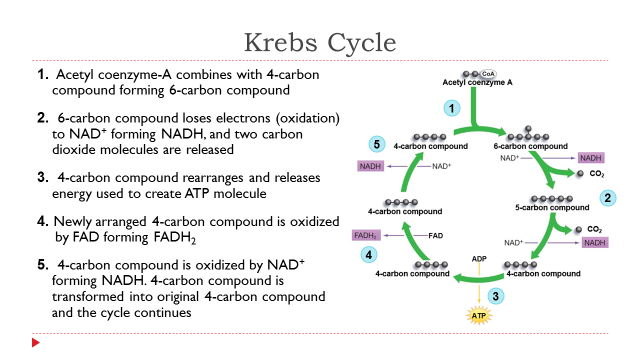 Krebs Cycle
1. Acetyl coenzyme-A combines with 4-carbon
compound forming 6-carbon compound
2. 6-carbon compound loses electrons (oxidation)
to NAD⁺ forming NADH, and two carbon
dioxide molecules are released
3. 4-carbon compound rearranges and releases
energy used to create ATP molecule
4. Newly arranged 4-carbon compound is oxidized
by FAD forming FADH₂
5. 4-carbon compound is oxidized by NAD⁺
forming NADH. 4-carbon compound is
transformed into original 4-carbon compound
and the cycle continues
CoA
Acetyl coenzyme A
1
5
4-carbon compound
6-carbon compound
NADH
NAD⁺
NAD⁺
NADH
CO₂
2
4-carbon compound
5-carbon compound
FADH₂
FAD
CO₂
NAD⁺
NADH
4
ADP
4-carbon compound
4-carbon compound
3
ATP